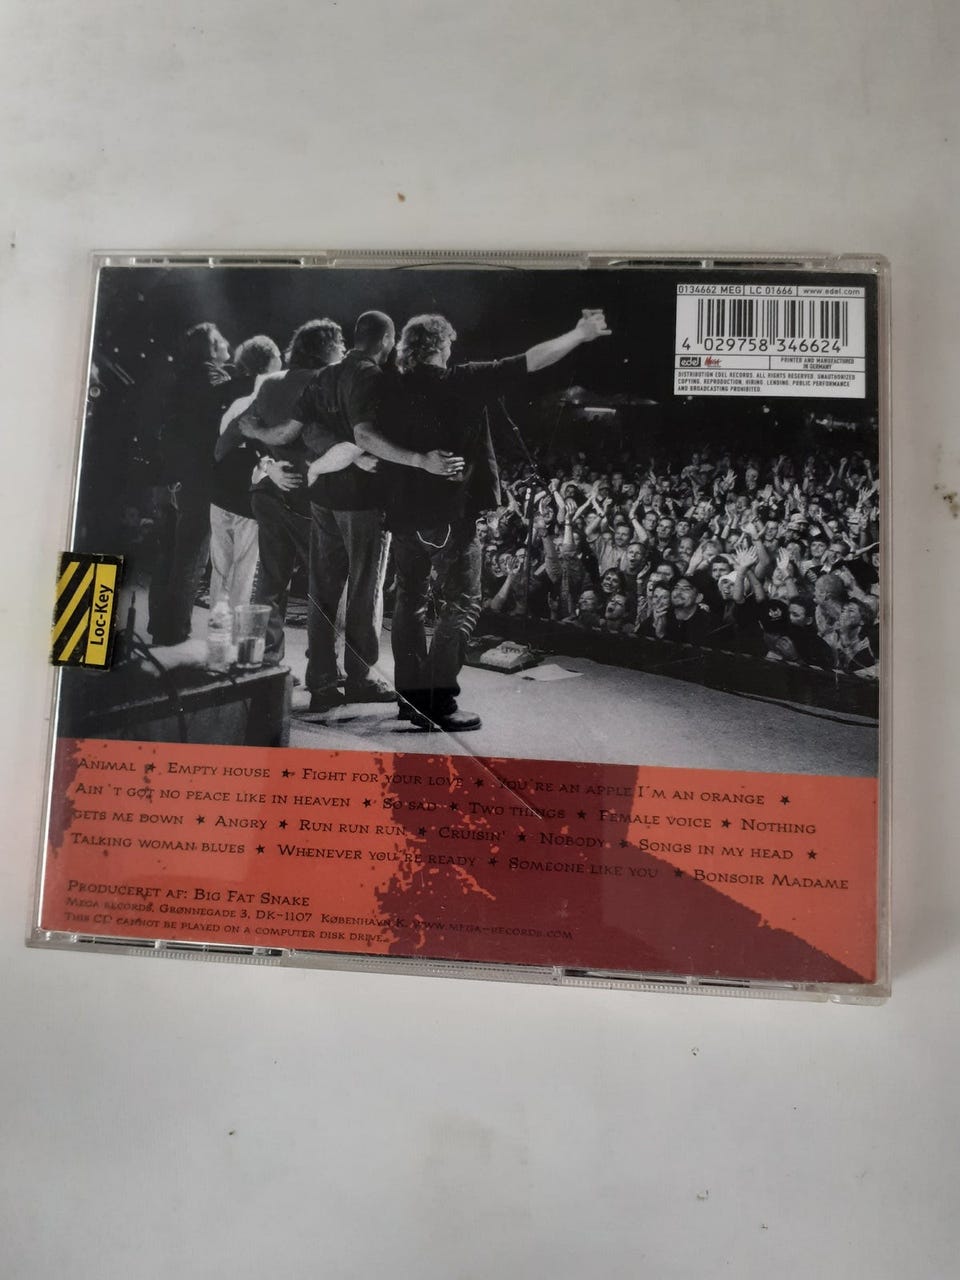 0134662 MEG LC 01666 www.edel.com
4 029758 346624
edel Mega PRINTED AND MANUFACTURED
IN GERMANY
DISTRIBUTION EDEL RECORDS. ALL RIGHTS RESERVED. UNAUTHORIZED
COPYING, REPRODUCTION, HIRING, LENDING, PUBLIC PERFORMANCE
AND BROADCASTING PROHIBITED.
Loc-Key
ANIMAL ★ EMPTY HOUSE ★ FIGHT FOR YOUR LOVE ★ YOU'RE AN APPLE I'M AN ORANGE ★
AIN'T GOT NO PEACE LIKE IN HEAVEN ★ SO SAD ★ TWO THINGS ★ FEMALE VOICE ★ NOTHING
GETS ME DOWN ★ ANGRY ★ RUN RUN RUN ★ CRUISIN' ★ NOBODY ★ SONGS IN MY HEAD ★
TALKING WOMAN BLUES ★ WHENEVER YOU'RE READY ★ SOMEONE LIKE YOU ★ BONSOIR MADAME
PRODUCERET AF: BIG FAT SNAKE
MEGA RECORDS, GRØNNEGADE 3, DK-1107 KØBENHAVN K. WWW.MEGA-RECORDS.COM
THIS CD CANNOT BE PLAYED ON A COMPUTER DISK DRIVE.